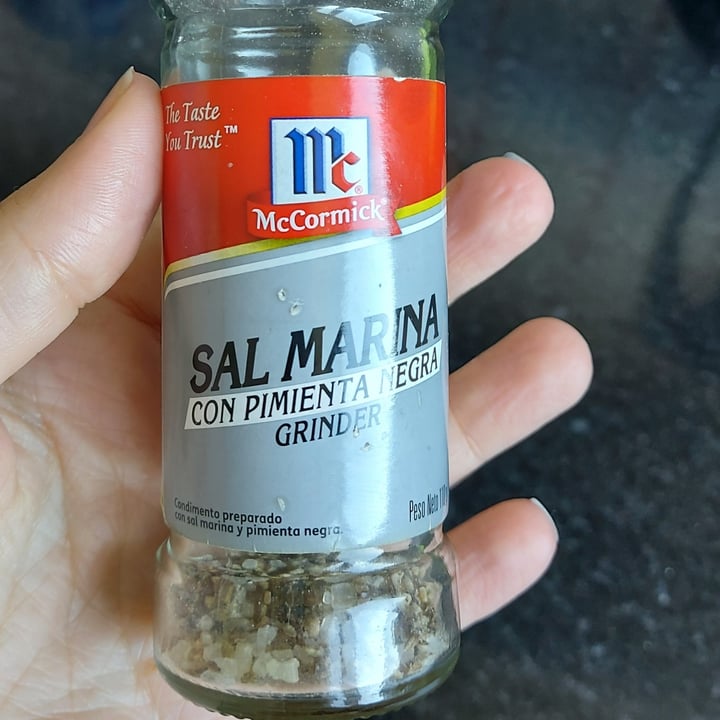 The Taste
You Trust™
Mc®
McCormick®
SAL MARINA
CON PIMIENTA NEGRA
GRINDER
Condimento preparado
con sal marina y pimienta negra.
Peso Neto